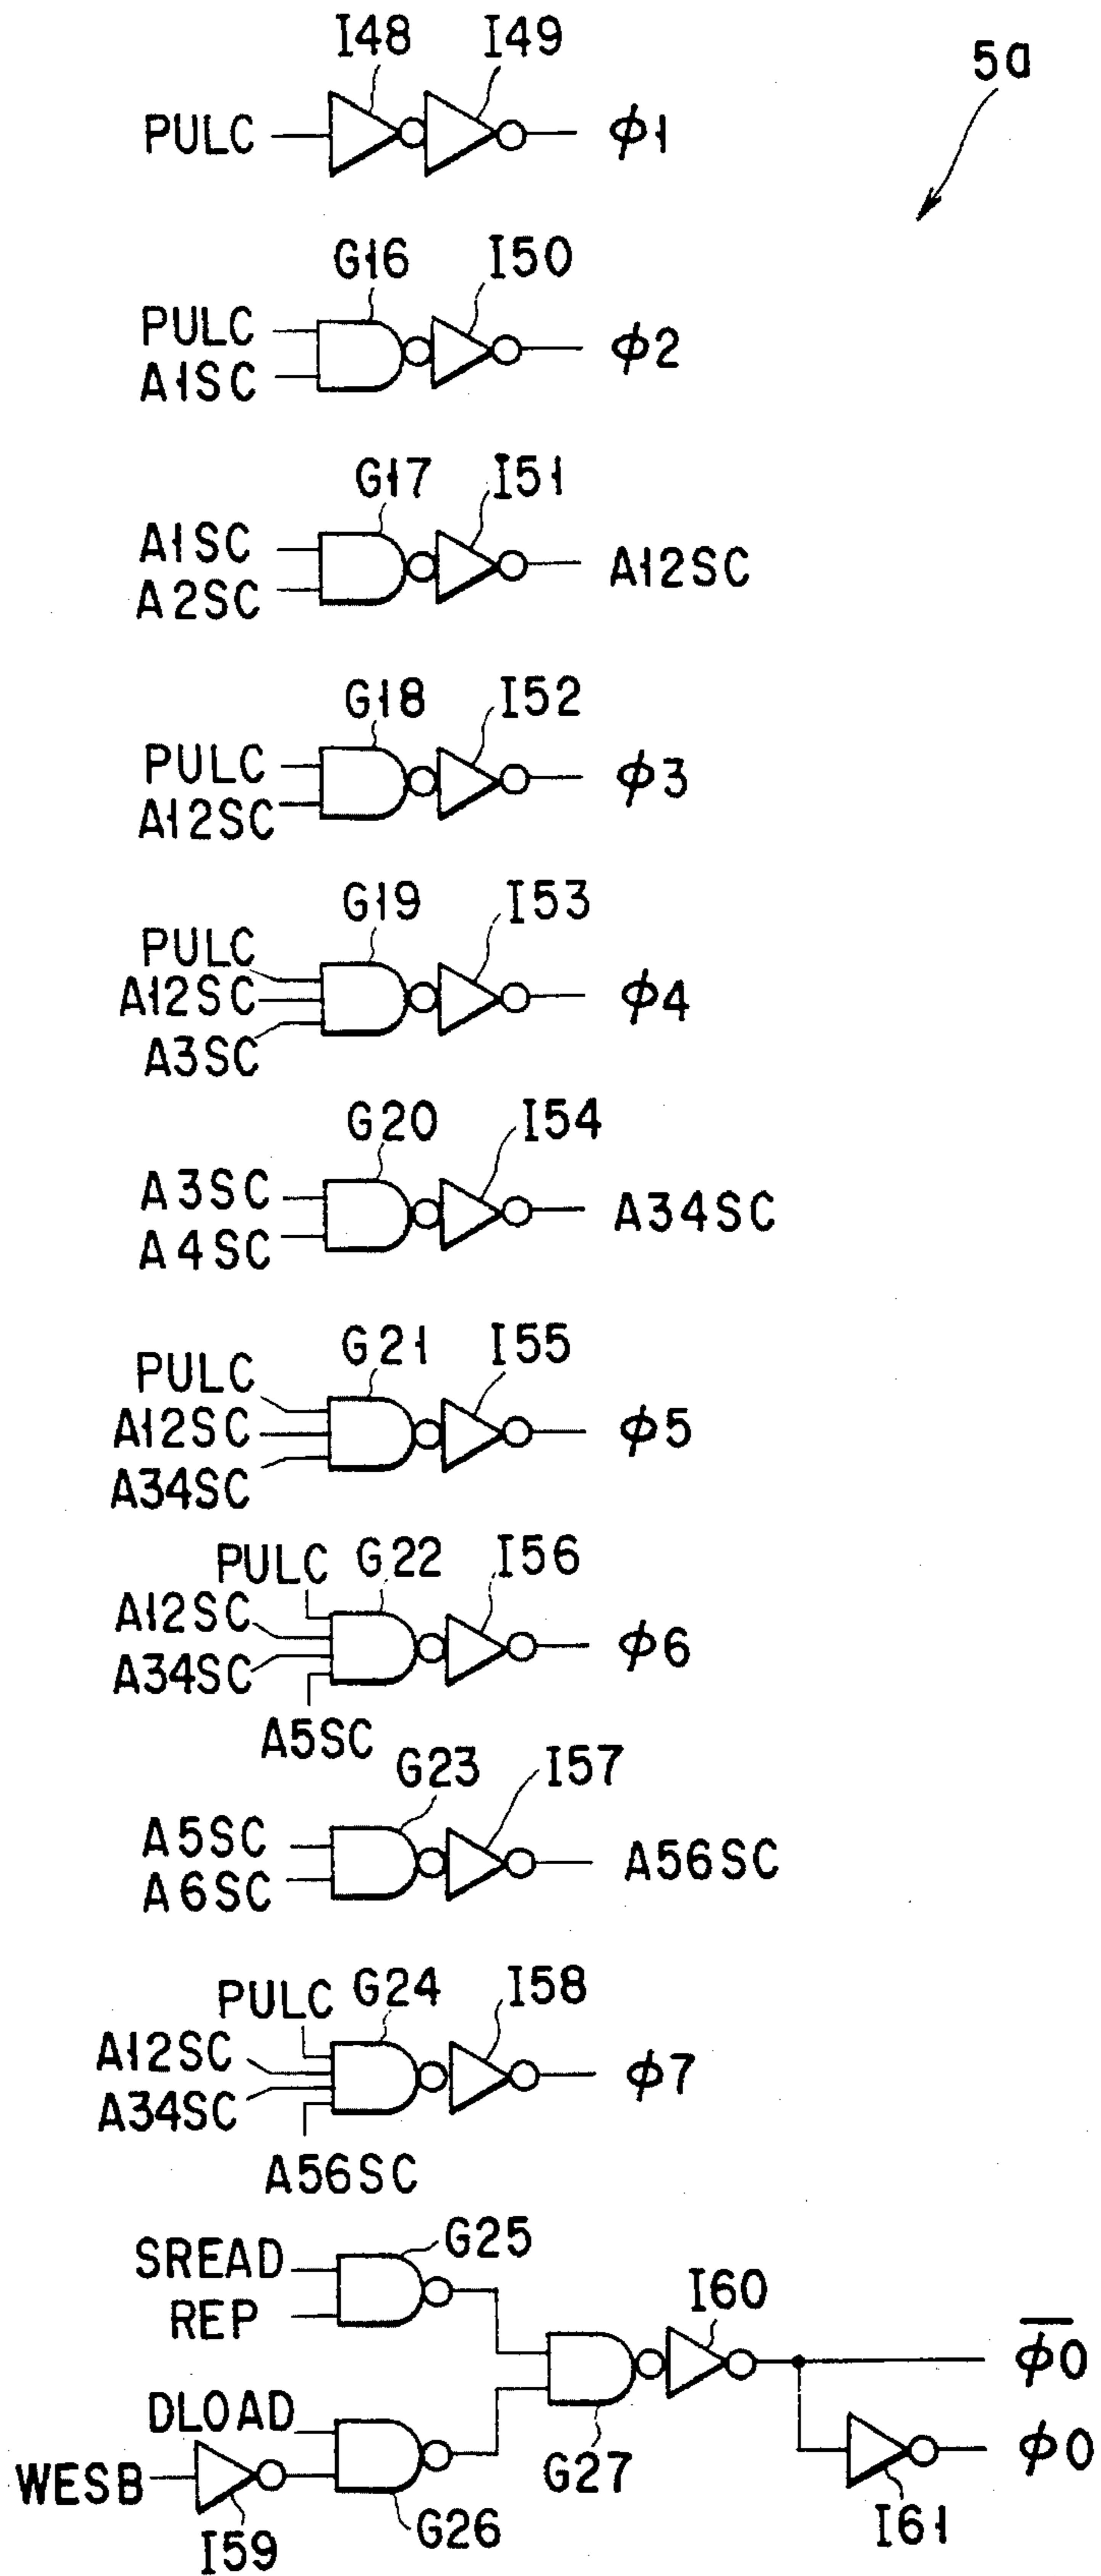 5a
I48 I49
PULC φ1
G16 I50
PULC
A1SC
φ2
G17 I51
A1SC
A2SC
A12SC
G18 I52
PULC
A12SC
φ3
G19 I53
PULC
A12SC
A3SC
φ4
G20 I54
A3SC
A4SC
A34SC
G21 I55
PULC
A12SC
A34SC
φ5
G22 I56
PULC
A12SC
A34SC
A5SC
φ6
G23 I57
A5SC
A6SC
A56SC
G24 I58
PULC
A12SC
A34SC
A56SC
φ7
G25
SREAD
REP
I60
G27
φ̅0̅
DLOAD
WESB
I59
G26
φ0
I61